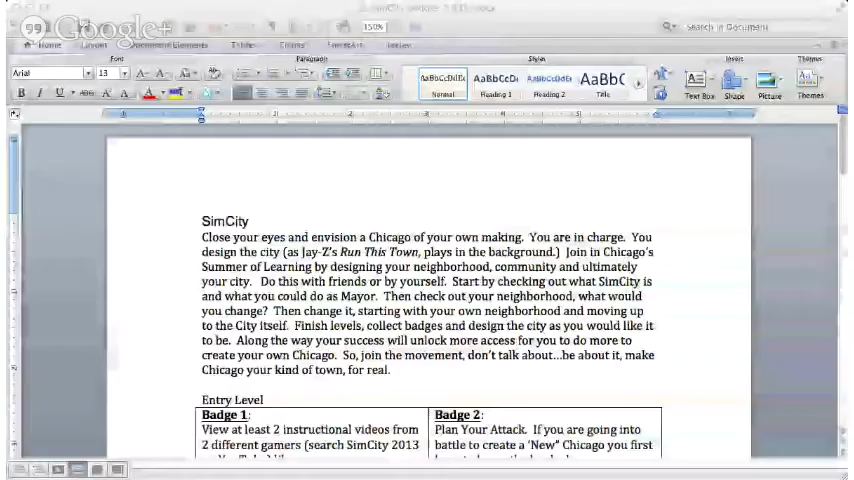 Google+
150%
Search in Document
Home Layout Document Elements Tables Charts SmartArt Review
Font Paragraph Styles Insert Themes
Arial 13
AaBbCcDdEe AaBbCcDc AaBbCcDdEe AaBbC
Normal Heading 1 Heading 2 Title Text Box Shape Picture Themes
SimCity
Close your eyes and envision a Chicago of your own making. You are in charge. You
design the city (as Jay-Z's Run This Town, plays in the background.) Join in Chicago's
Summer of Learning by designing your neighborhood, community and ultimately
your city. Do this with friends or by yourself. Start by checking out what SimCity is
and what you could do as Mayor. Then check out your neighborhood, what would
you change? Then change it, starting with your own neighborhood and moving up
to the City itself. Finish levels, collect badges and design the city as you would like it
to be. Along the way your success will unlock more access for you to do more to
create your own Chicago. So, join the movement, don't talk about...be about it, make
Chicago your kind of town, for real.
Entry Level
Badge 1: Badge 2:
View at least 2 instructional videos from Plan Your Attack. If you are going into
2 different gamers (search SimCity 2013 battle to create a 'New" Chicago you first